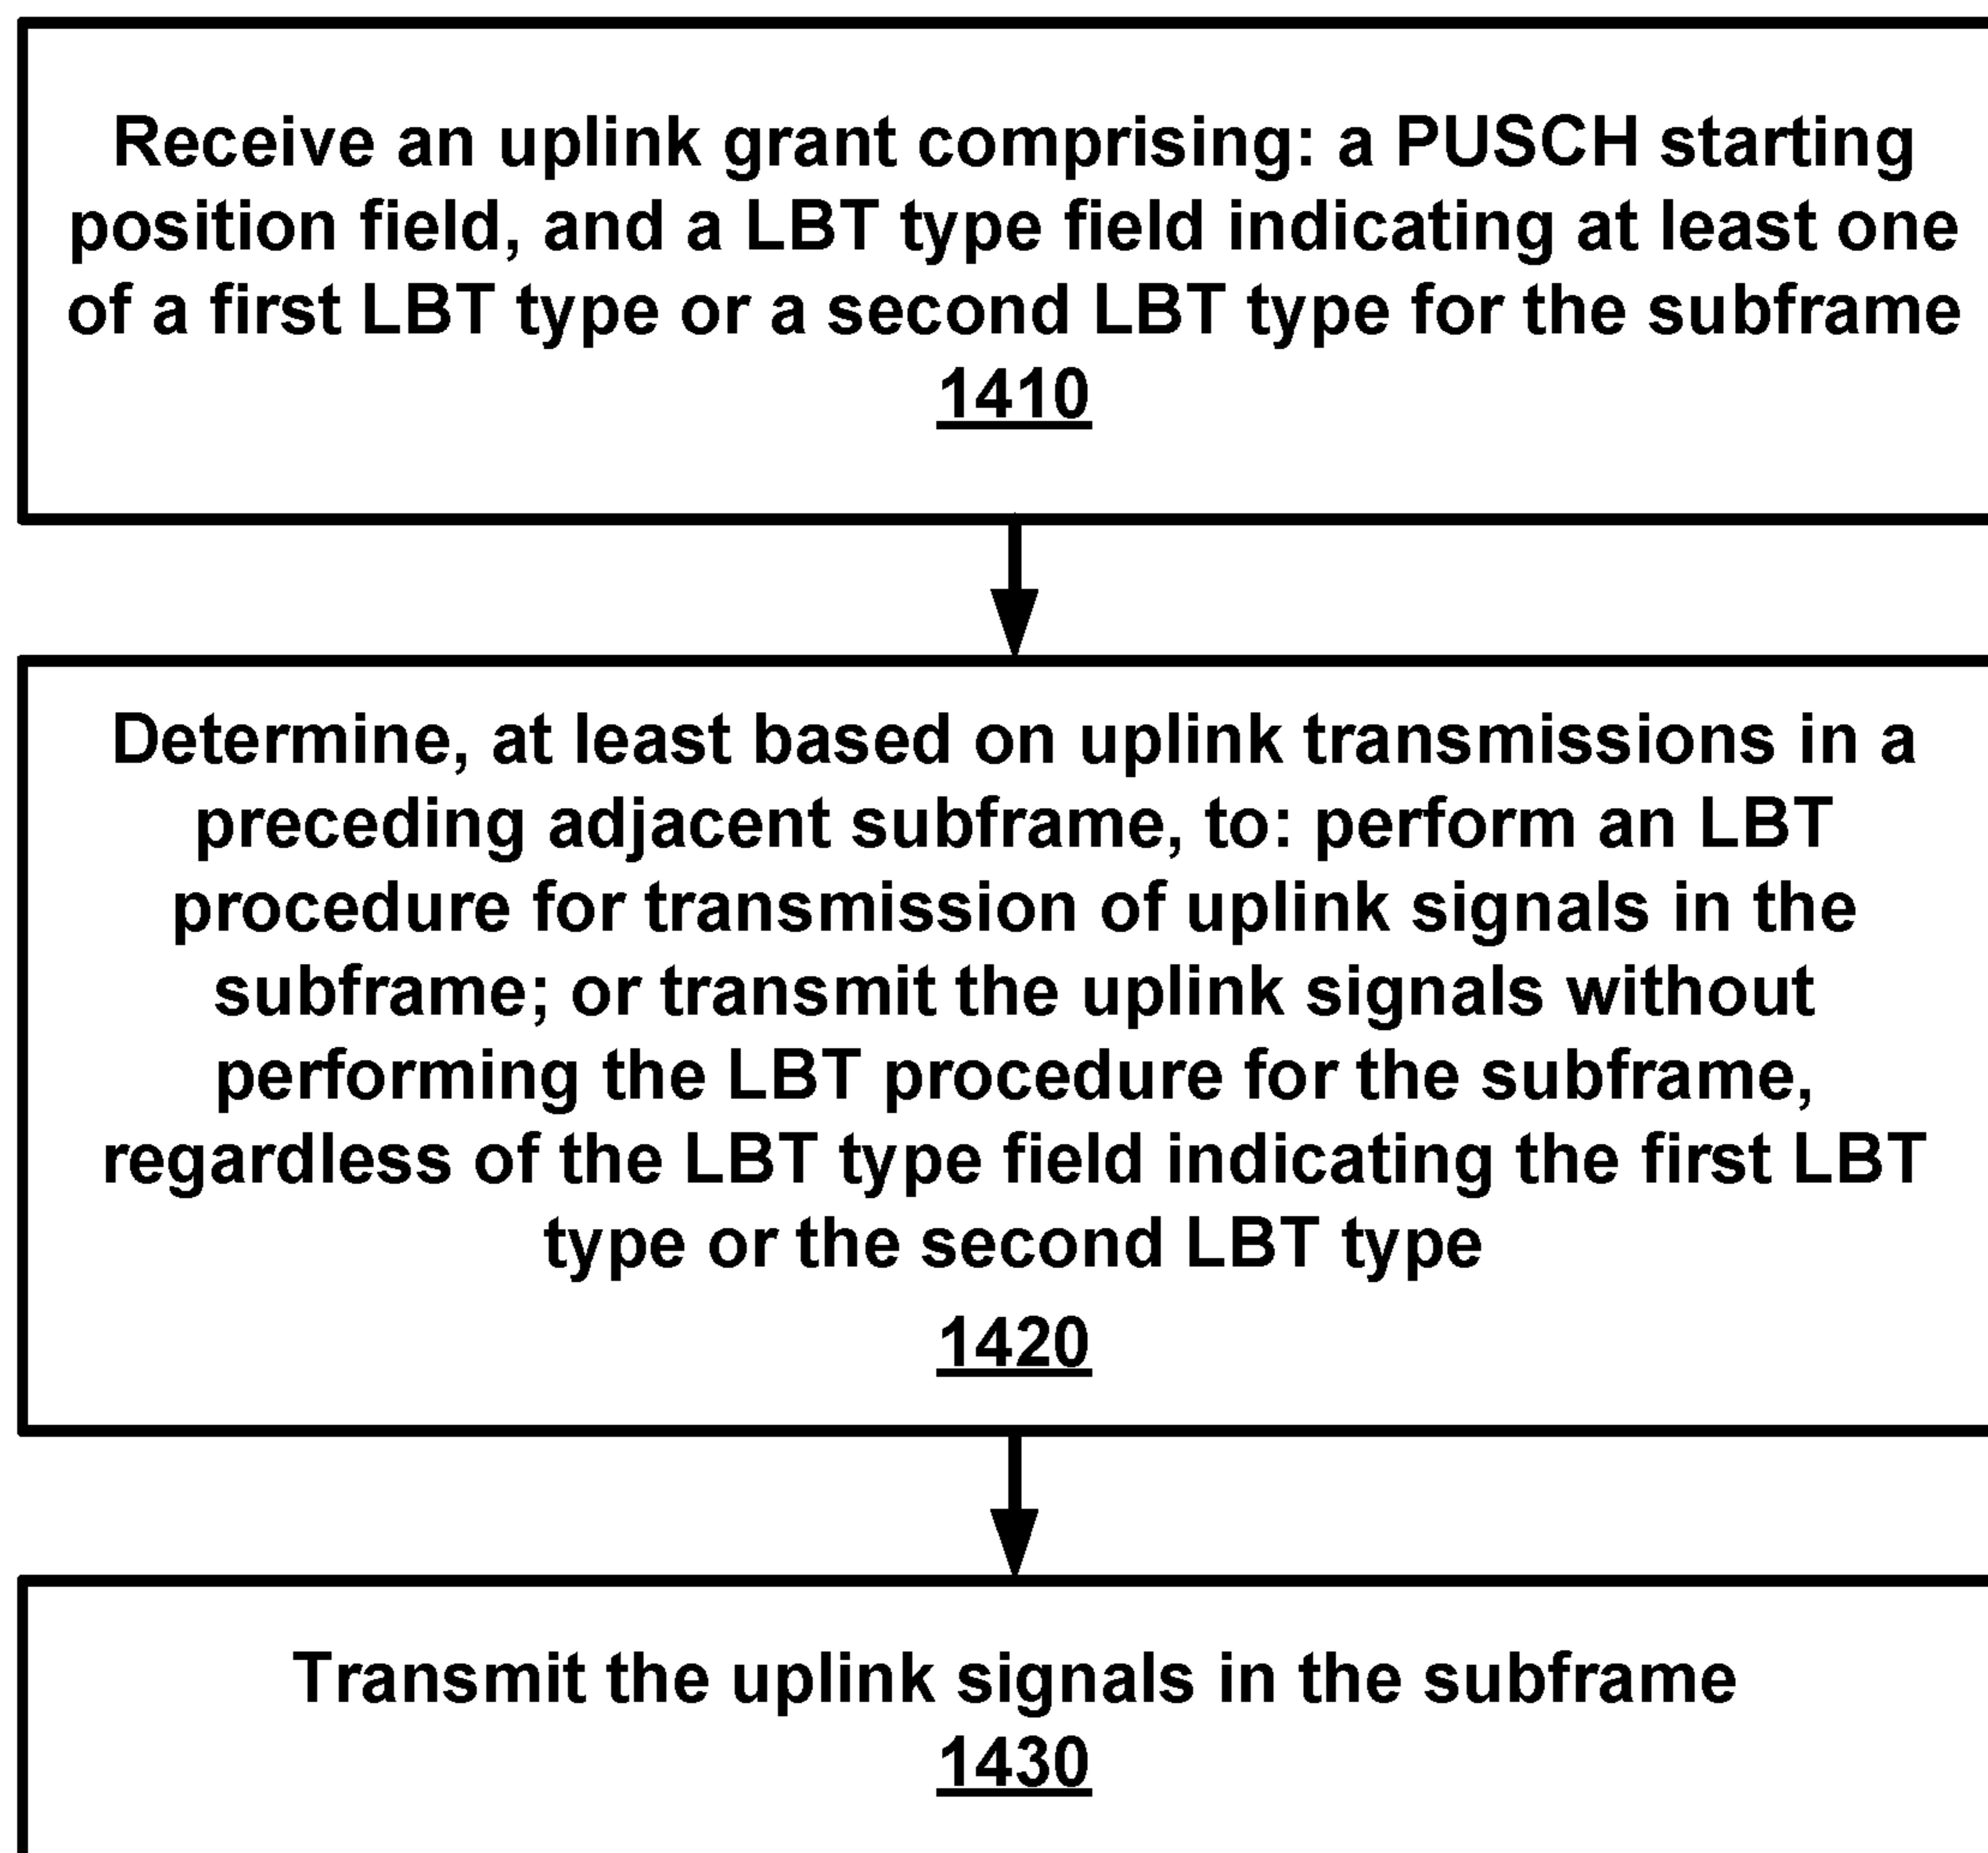 Receive an uplink grant comprising: a PUSCH starting
position field, and a LBT type field indicating at least one
of a first LBT type or a second LBT type for the subframe
1410
Determine, at least based on uplink transmissions in a
preceding adjacent subframe, to: perform an LBT
procedure for transmission of uplink signals in the
subframe; or transmit the uplink signals without
performing the LBT procedure for the subframe,
regardless of the LBT type field indicating the first LBT
type or the second LBT type
1420
Transmit the uplink signals in the subframe
1430